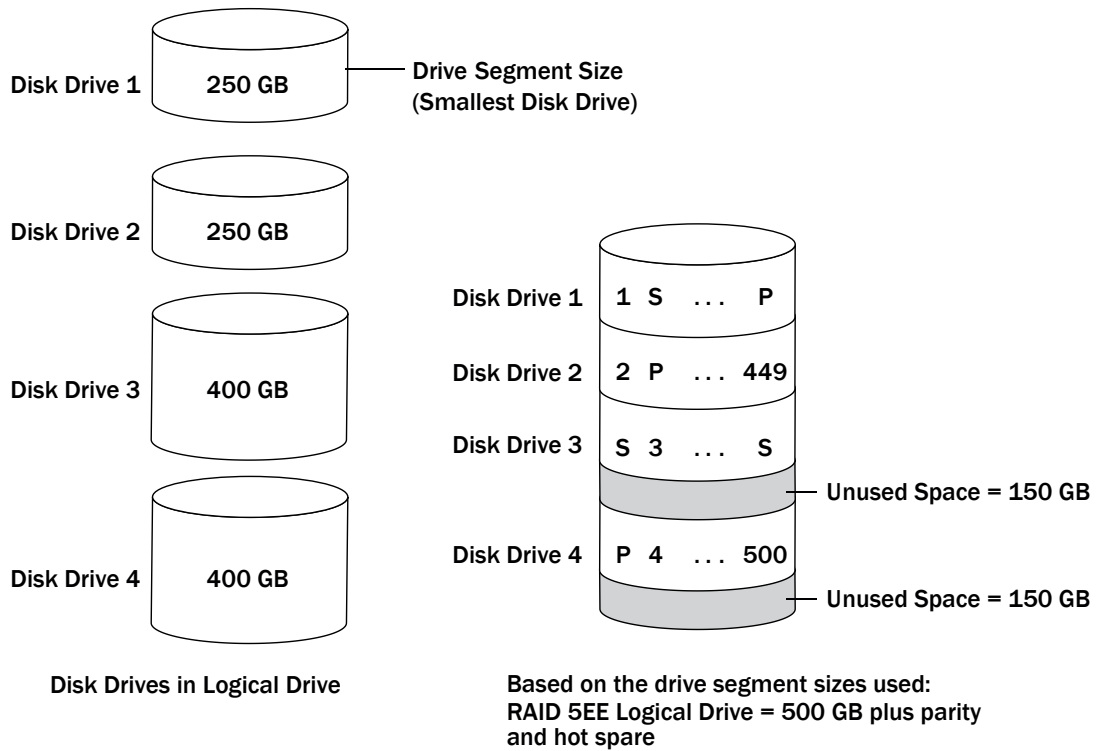 Disk Drive 1
250 GB
Drive Segment Size
(Smallest Disk Drive)
Disk Drive 2
250 GB
Disk Drive 3
400 GB
Disk Drive 4
400 GB
Disk Drives in Logical Drive
Disk Drive 1
1 S ... P
Disk Drive 2
2 P ... 449
Disk Drive 3
S 3 ... S
Unused Space = 150 GB
Disk Drive 4
P 4 ... 500
Unused Space = 150 GB
Based on the drive segment sizes used:
RAID 5EE Logical Drive = 500 GB plus parity
and hot spare